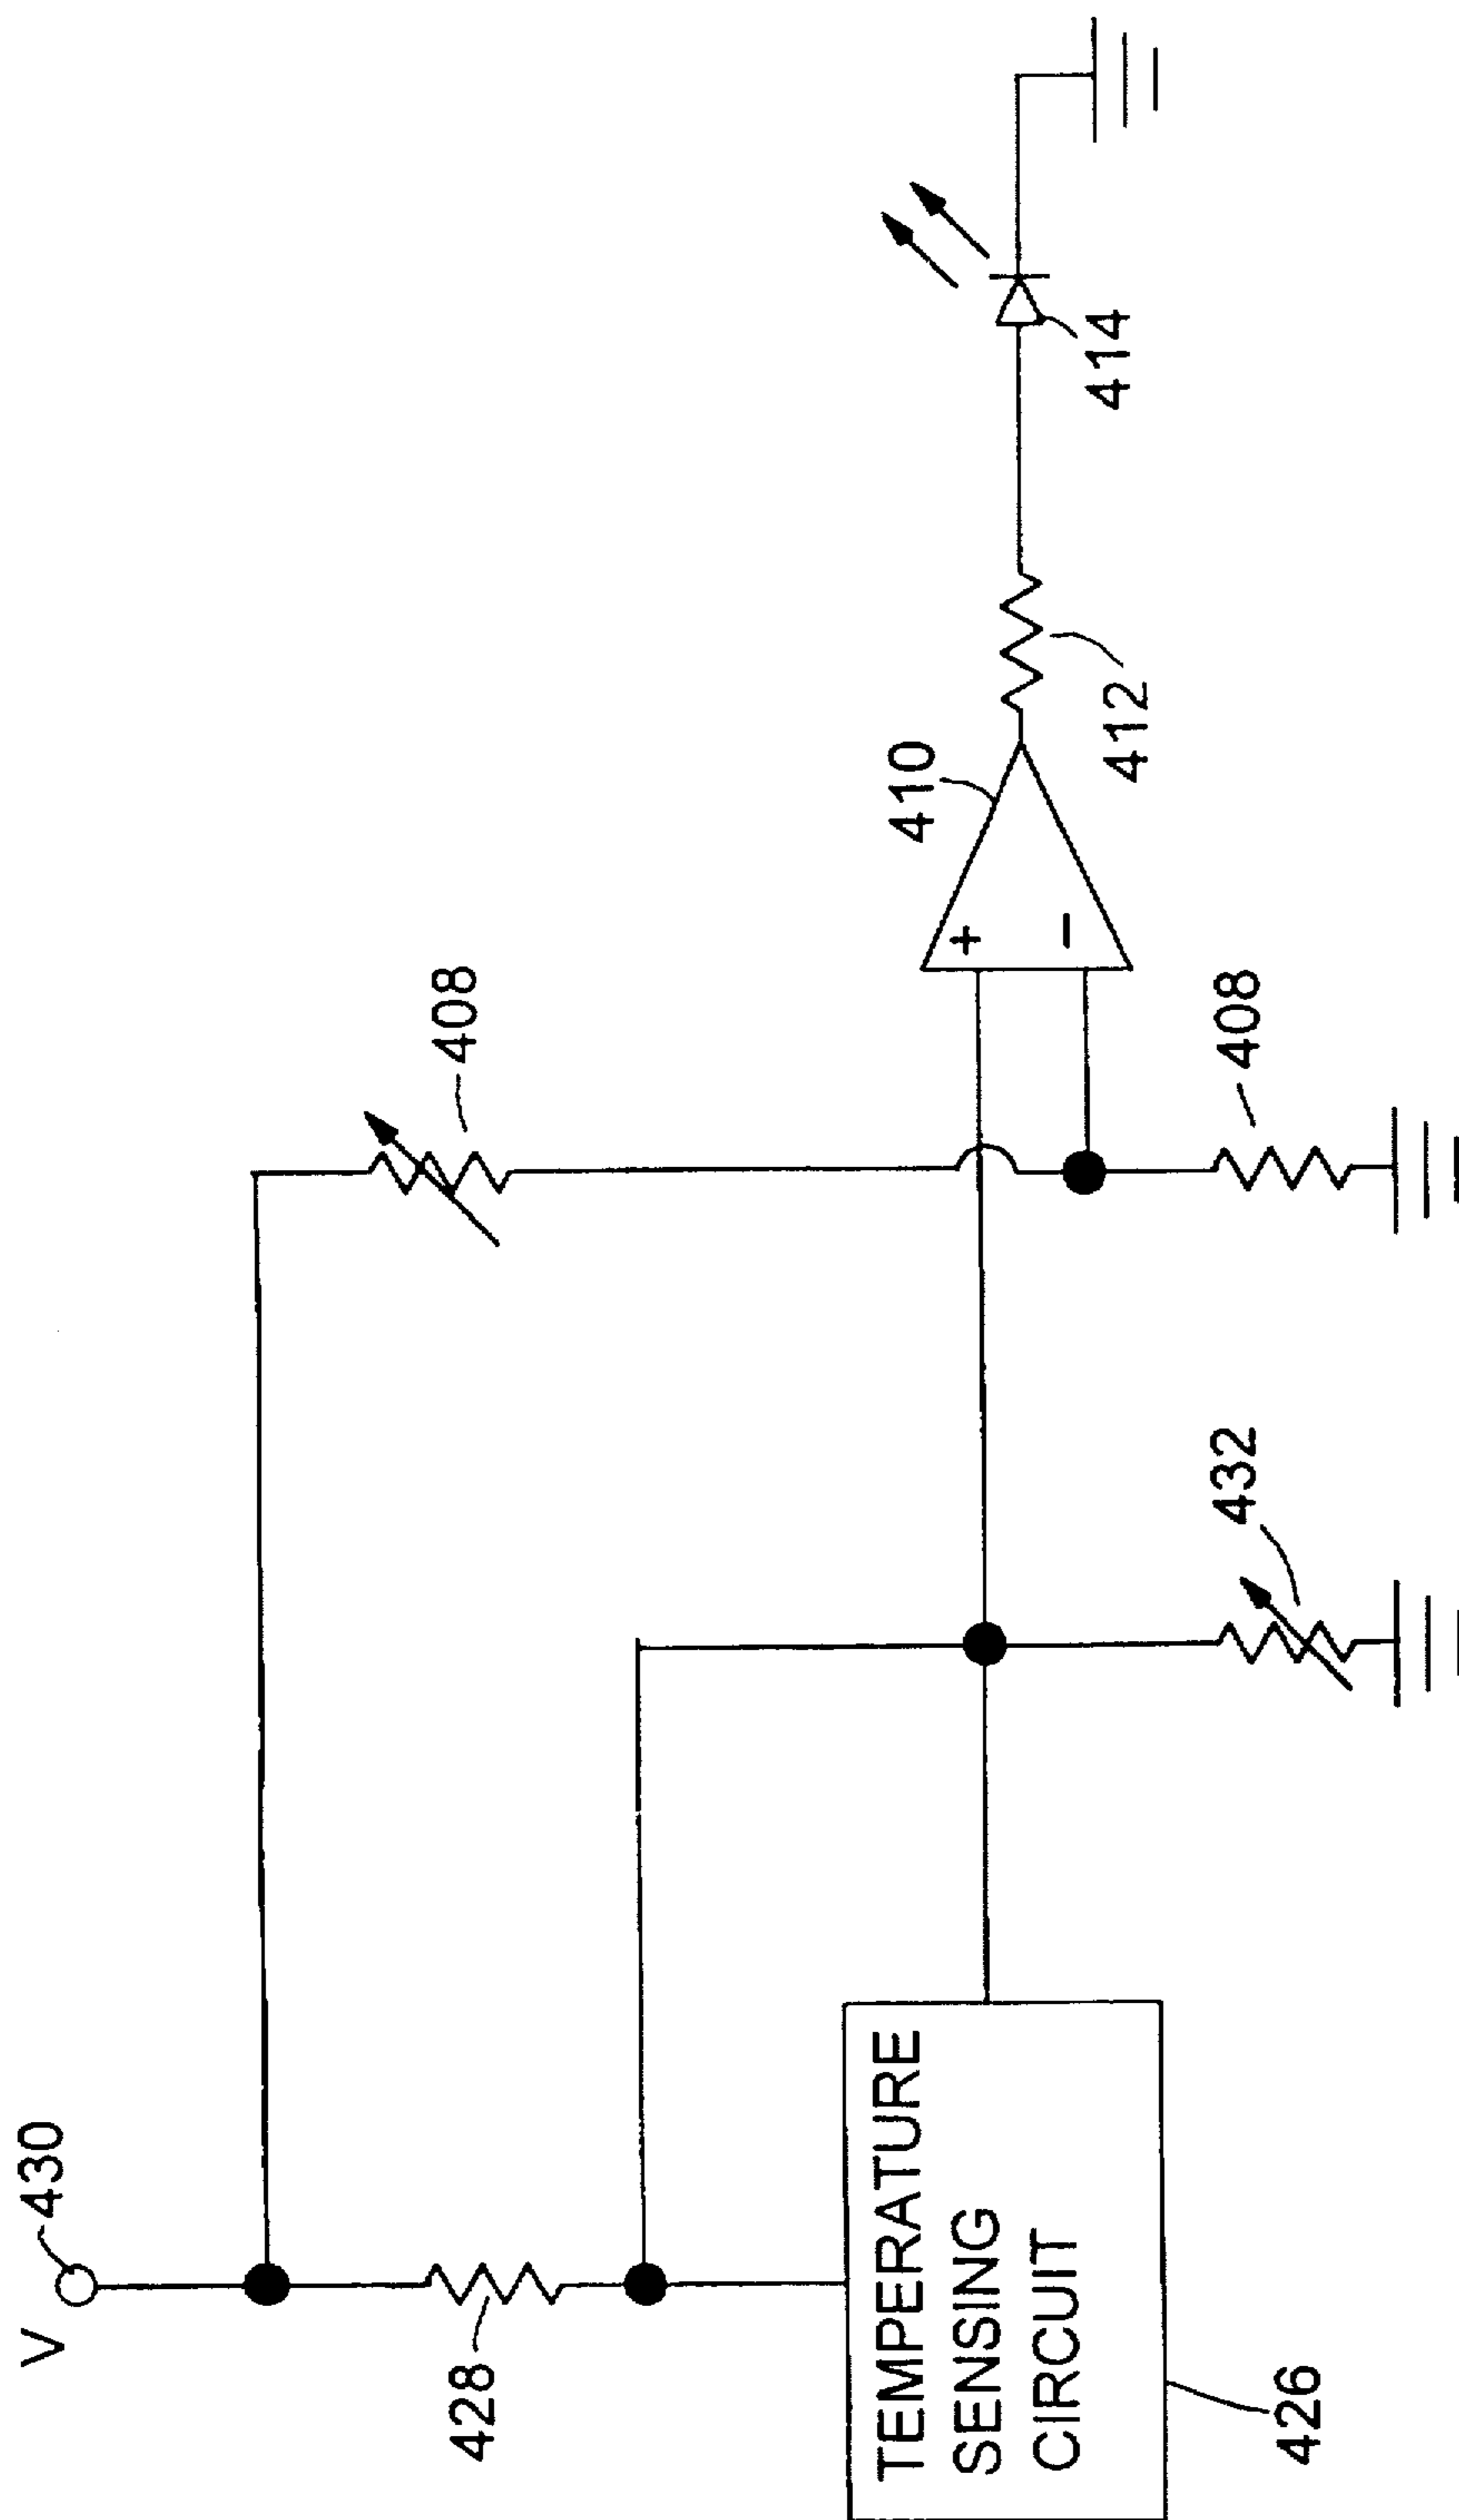 V
430
428
408
410
414
412
TEMPERATURE
SENSING
CIRCUIT
+
−
432
408
426